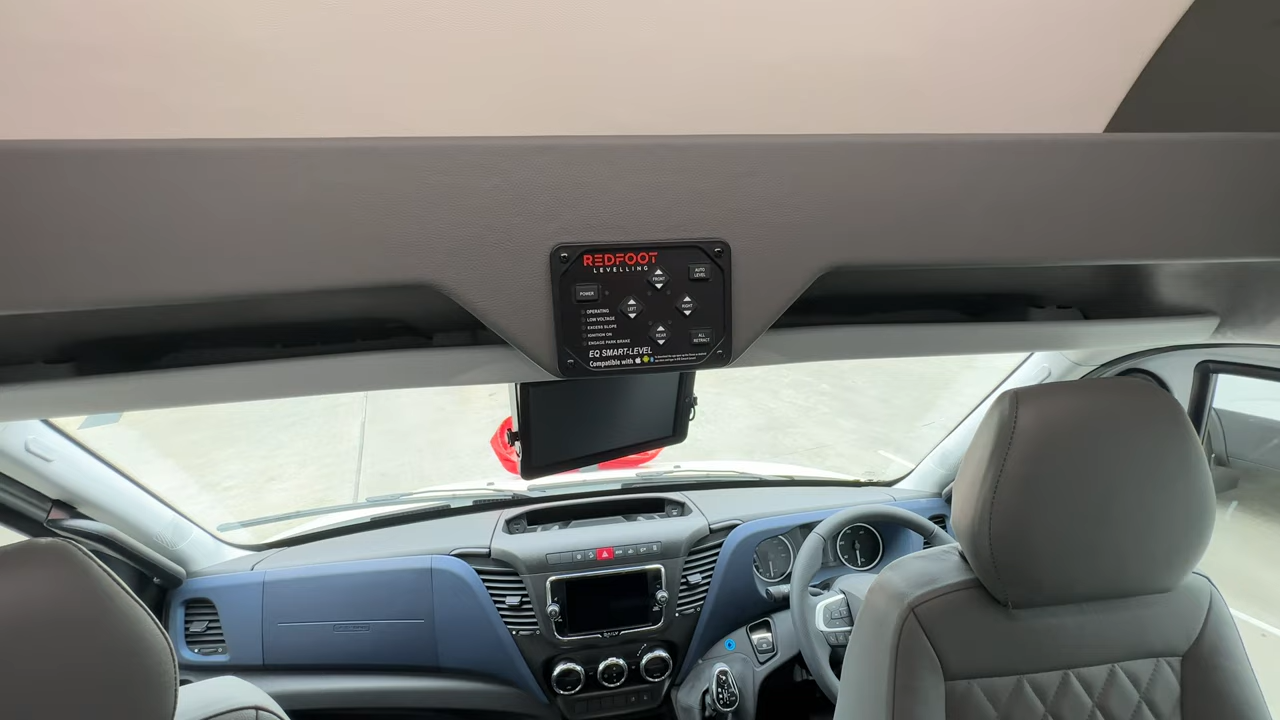 REDFOOT
LEVELLING
FRONT
AUTO
LEVEL
POWER
LEFT
RIGHT
OPERATING
LOW VOLTAGE
EXCESS SLOPE
IGNITION ON
ENGAGE PARK BRAKE
REAR
ALL
RETRACT
EQ SMART-LEVEL
Compatible with
DAILY